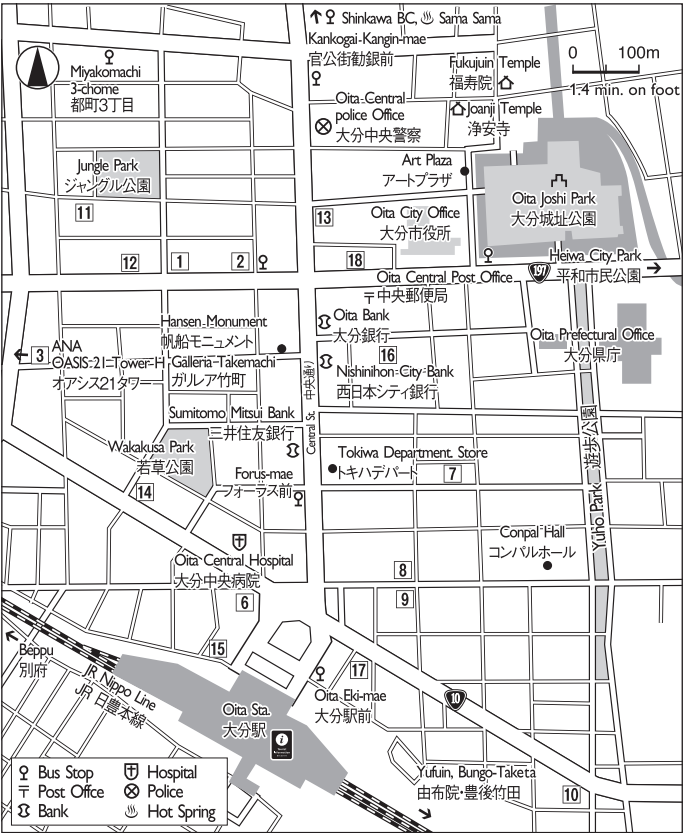 Shinkawa BC, Sama Sama
Kankogai-Kangin-mae
官公街勧銀前
Miyakomachi
3-chome
都町3丁目
Fukujuin Temple
福寿院
0 100m
1.4 min. on foot
Oita Central
police Office
大分中央警察
Joanji Temple
浄安寺
Jungle Park
ジャングル公園
Art Plaza
アートプラザ
Oita Joshi Park
大分城址公園
11
13
Oita City Office
大分市役所
12
1
2
18
Heiwa City Park
平和市民公園
197
Oita Central Post Office
中央郵便局
Hansen Monument
帆船モニュメント
Oita Bank
大分銀行
Oita Prefectural Office
大分県庁
3
ANA
OASIS-21-Tower-H
オアシス21タワー
Galleria-Takemachi
ガリレア竹町
16
Nishinihon-City-Bank
西日本シティ銀行
中央通り
Central St.
Sumitomo Mitsui Bank
三井住友銀行
Wakakusa Park
若草公園
Tokiwa Department. Store
トキハデパート
7
Forus-mae
フォーラス前
14
Yuho Park 遊歩公園
Conpal Hall
コンパルホール
Oita Central Hospital
大分中央病院
8
6
9
15
Beppu
別府
JR Nippo Line
JR 日豊本線
17
Oita Eki-mae
大分駅前
10
Oita Sta.
大分駅
i
Yufuin, Bungo-Taketa
由布院・豊後竹田
10
Bus Stop
Hospital
Post Office
Police
Bank
Hot Spring